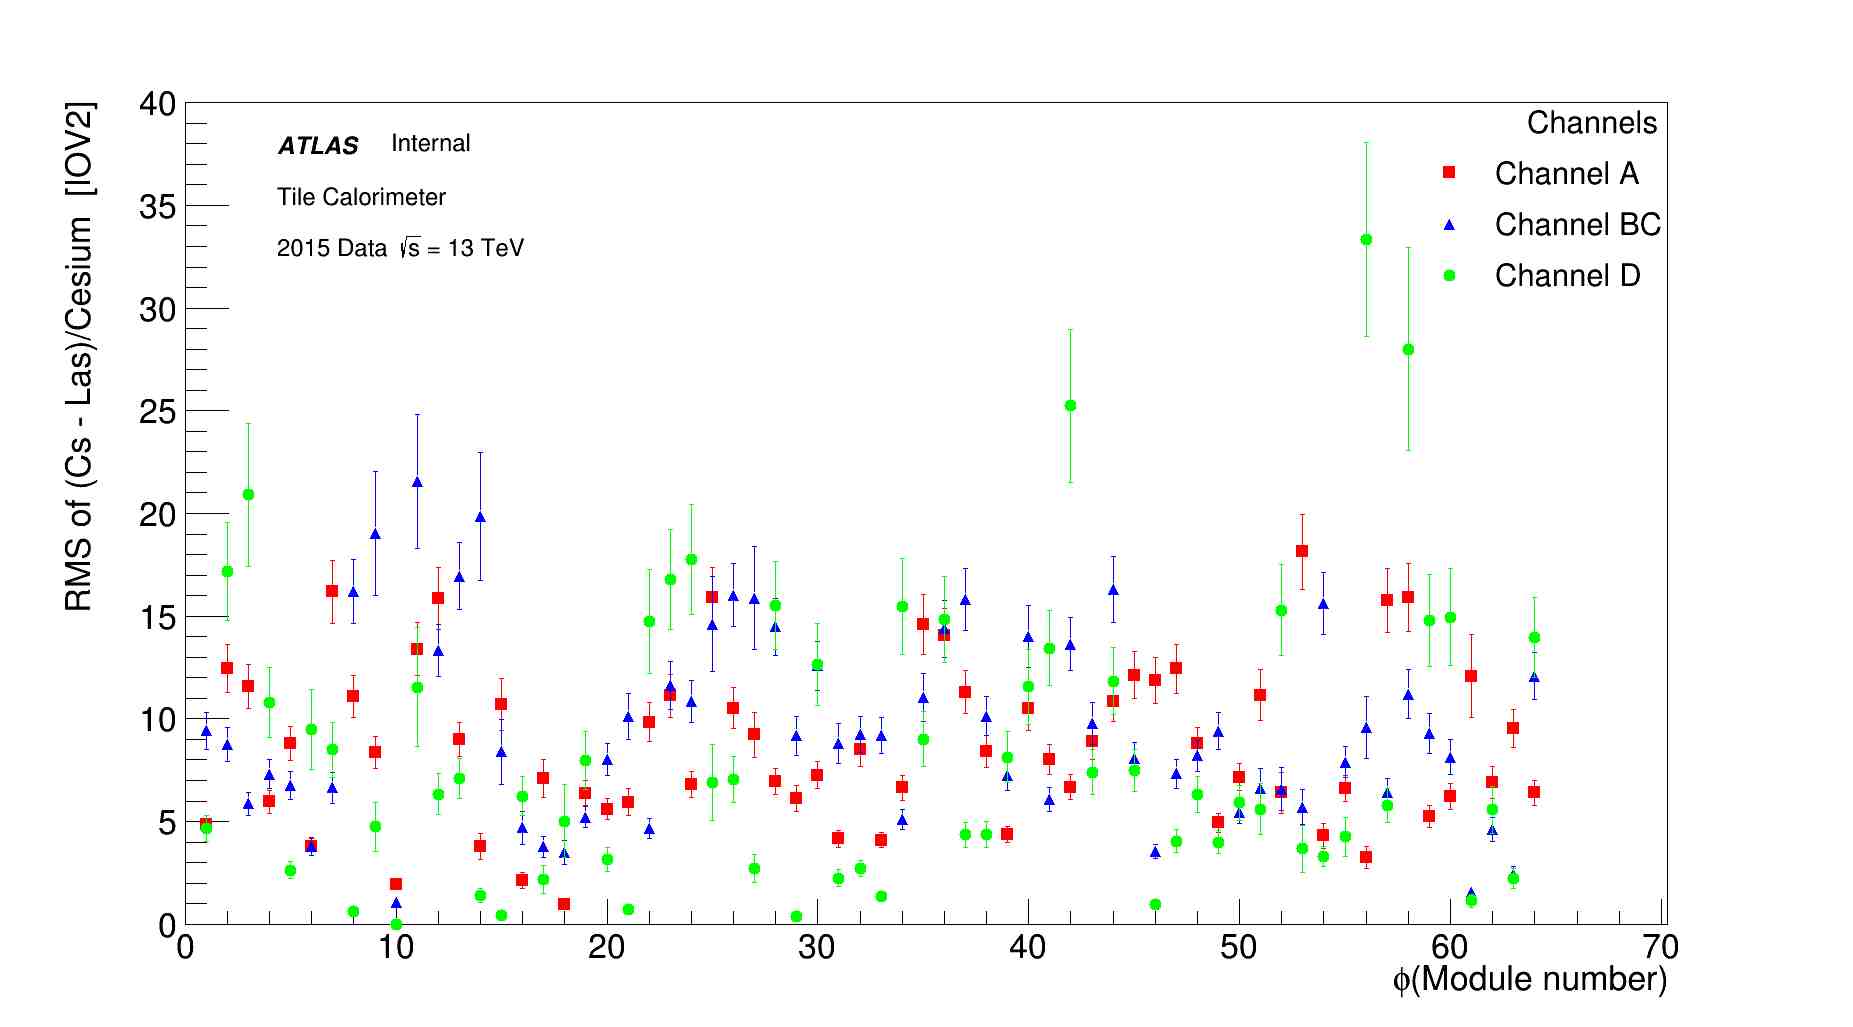 RMS of (Cs - Las)/Cesium [IOV2]
40
35
30
25
20
15
10
5
0
ATLAS Internal
Tile Calorimeter
2015 Data √s = 13 TeV
Channels
Channel A
Channel BC
Channel D
0 10 20 30 40 50 60 70
ϕ(Module number)